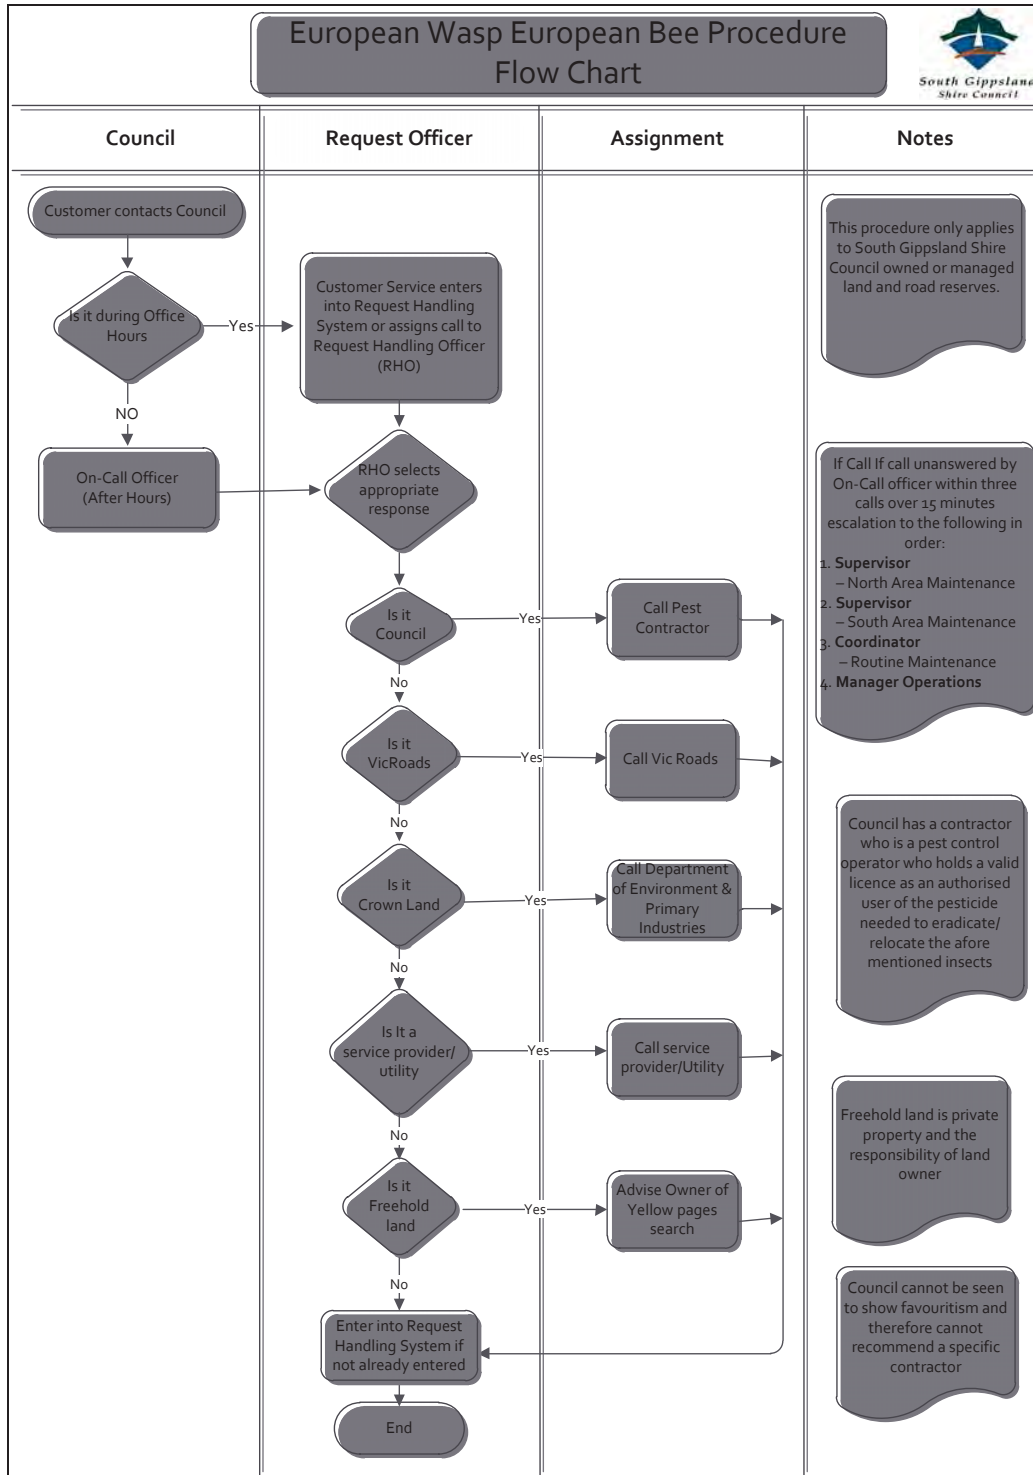 European Wasp European Bee Procedure
Flow Chart
South Gippsland
Shire Council
Council
Request Officer
Assignment
Notes
Customer contacts Council
Is it during Office
Hours
Yes
NO
On-Call Officer
(After Hours)
Customer Service enters
into Request Handling
System or assigns call to
Request Handling Officer
(RHO)
RHO selects
appropriate
response
Is it
Council
Yes
Call Pest
Contractor
No
Is it
VicRoads
Yes
Call Vic Roads
No
Is it
Crown Land
Yes
Call Department
of Environment &
Primary
Industries
No
Is It a
service provider/
utility
Yes
Call service
provider/Utility
No
Is it
Freehold
land
Yes
Advise Owner of
Yellow pages
search
No
Enter into Request
Handling System if
not already entered
End
This procedure only applies
to South Gippsland Shire
Council owned or managed
land and road reserves.
If Call If call unanswered by
On-Call officer within three
calls over 15 minutes
escalation to the following in
order:
1. Supervisor
– North Area Maintenance
2. Supervisor
– South Area Maintenance
3. Coordinator
– Routine Maintenance
4. Manager Operations
Council has a contractor
who is a pest control
operator who holds a valid
licence as an authorised
user of the pesticide
needed to eradicate/
relocate the afore
mentioned insects
Freehold land is private
property and the
responsibility of land
owner
Council cannot be seen
to show favouritism and
therefore cannot
recommend a specific
contractor